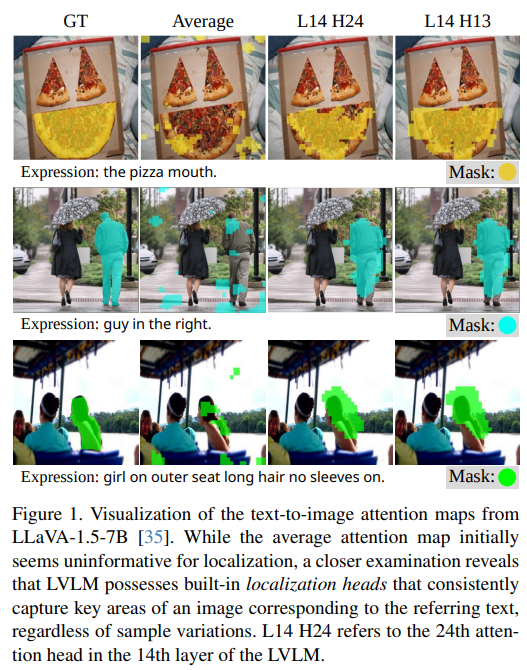 GT Average L14 H24 L14 H13
Expression: the pizza mouth. Mask:
Expression: guy in the right. Mask:
Expression: girl on outer seat long hair no sleeves on. Mask:
Figure 1. Visualization of the text-to-image attention maps from
LLaVA-1.5-7B [35]. While the average attention map initially
seems uninformative for localization, a closer examination reveals
that LVLM possesses built-in localization heads that consistently
capture key areas of an image corresponding to the referring text,
regardless of sample variations. L14 H24 refers to the 24th atten-
tion head in the 14th layer of the LVLM.